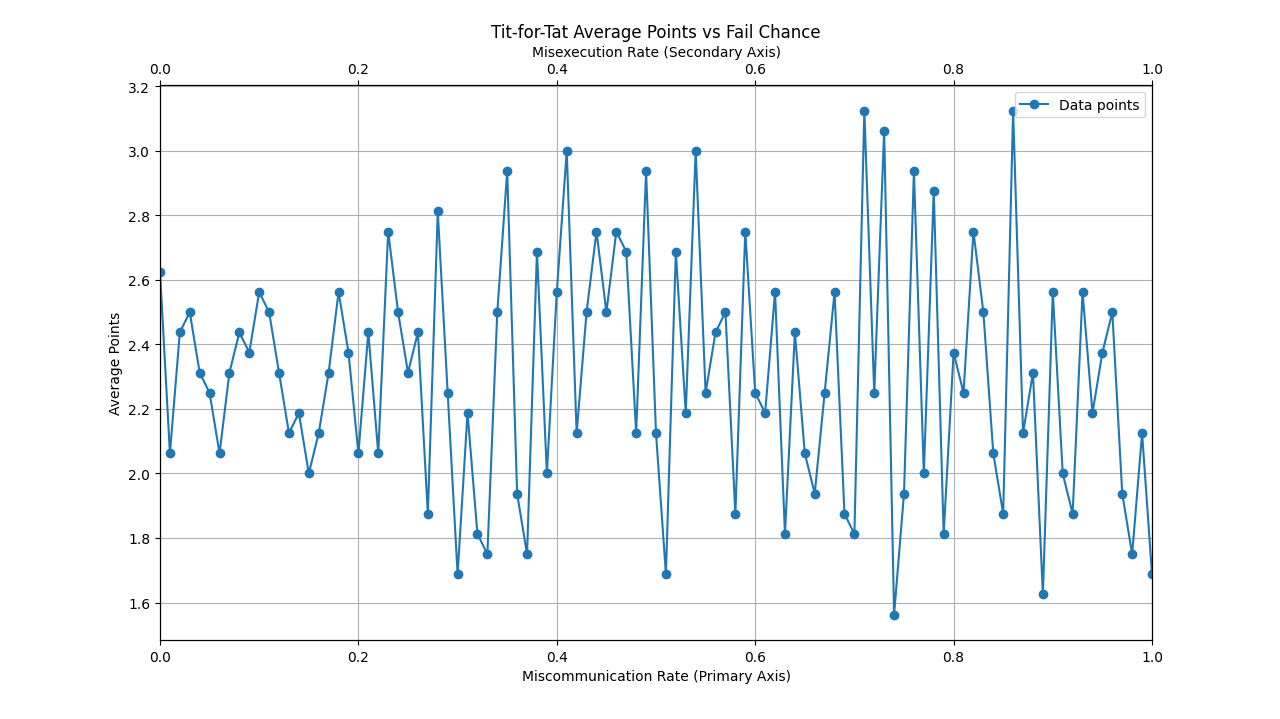 Tit-for-Tat Average Points vs Fail Chance
Misexecution Rate (Secondary Axis)
0.0 0.2 0.4 0.6 0.8 1.0
Data points
3.2
3.0
2.8
2.6
2.4
2.2
2.0
1.8
1.6
Average Points
0.0 0.2 0.4 0.6 0.8 1.0
Miscommunication Rate (Primary Axis)